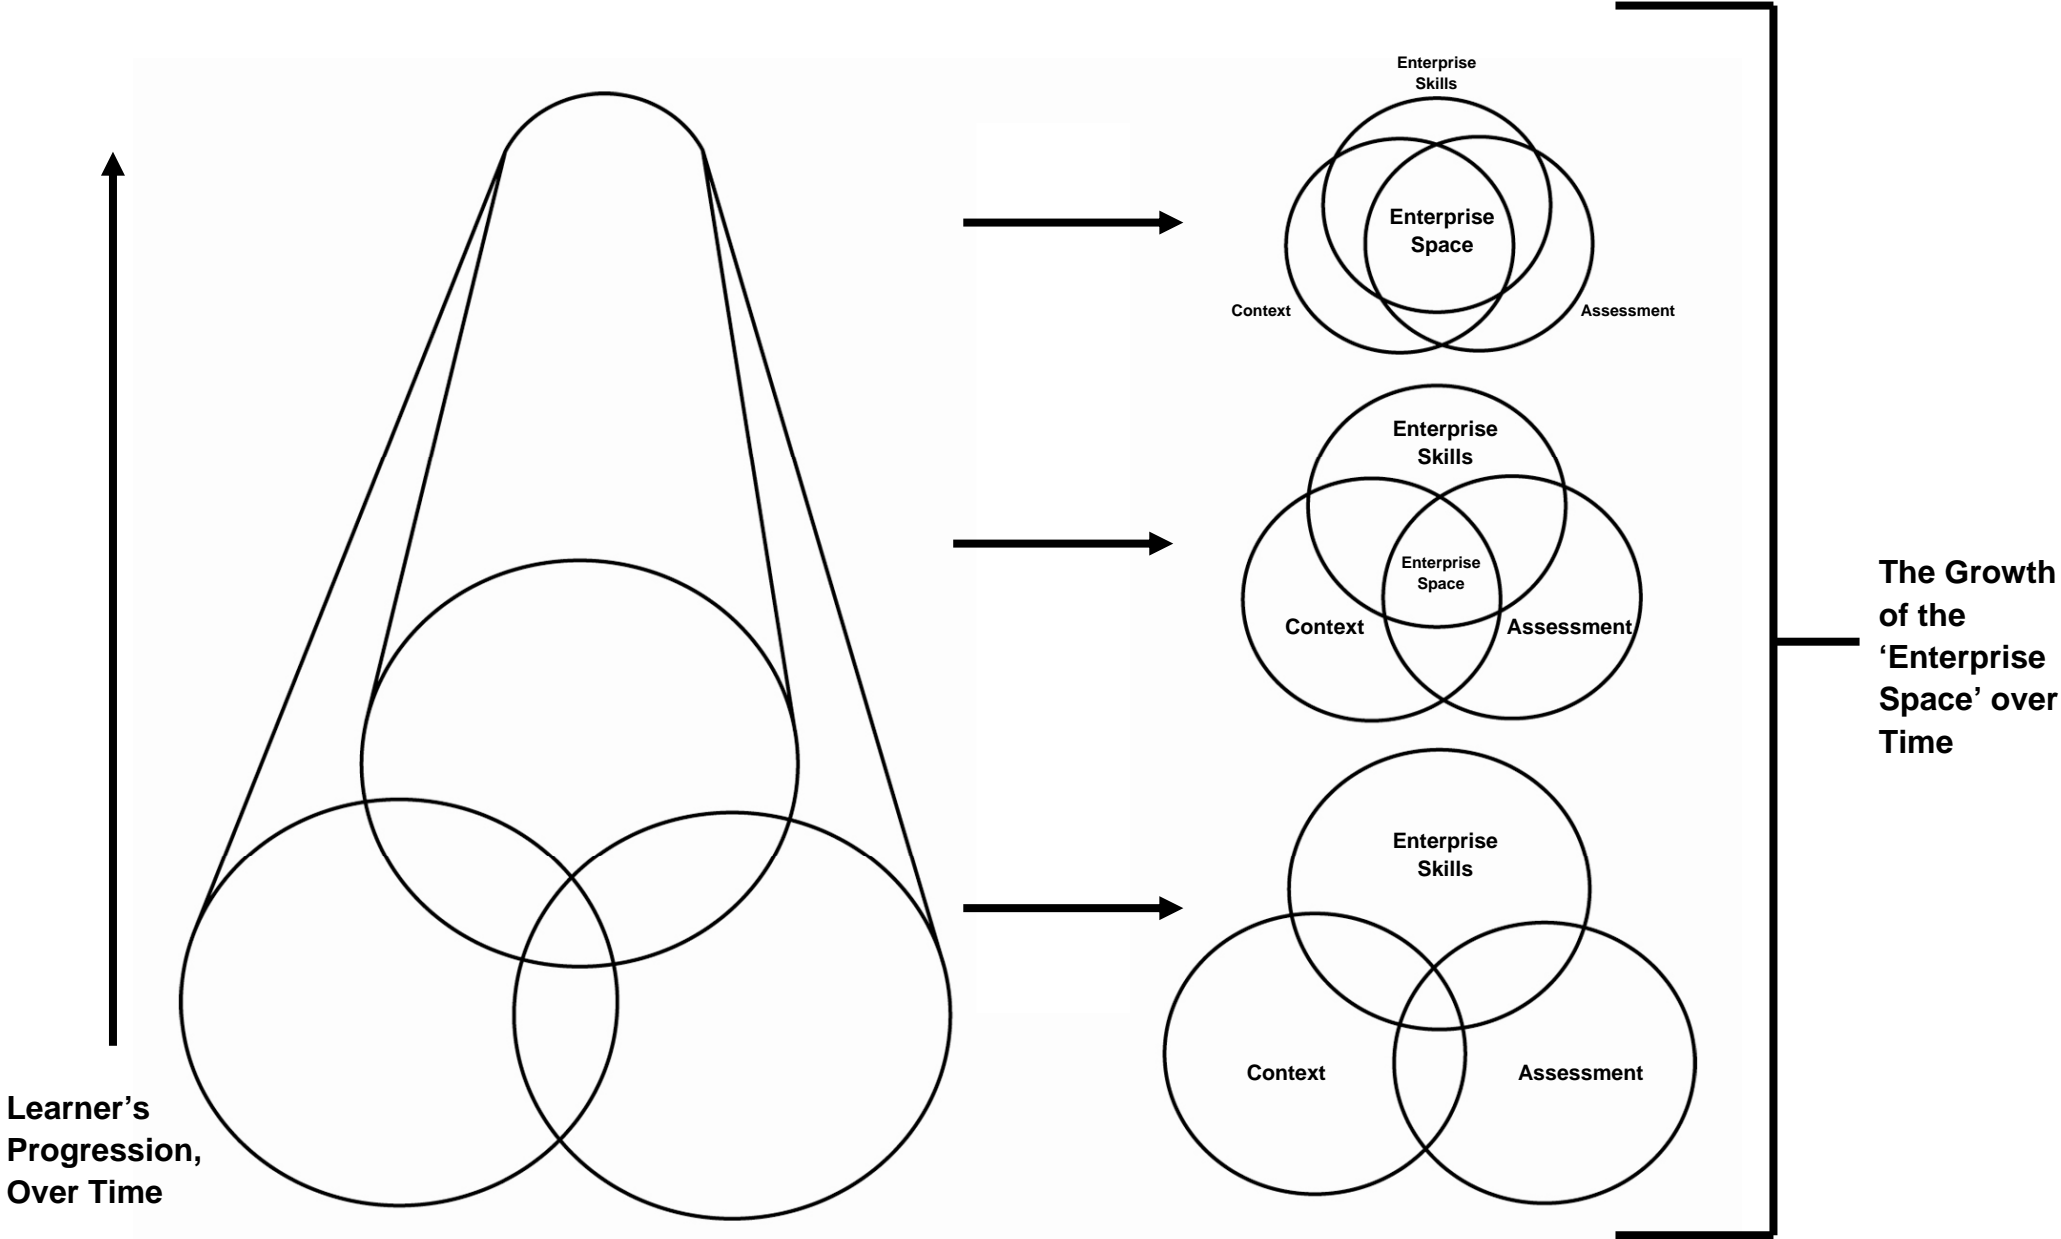 Enterprise
Skills
Enterprise
Space
Context
Assessment
Enterprise
Skills
Enterprise
Space
Context
Assessment
Enterprise
Skills
Context
Assessment
The Growth
of the
‘Enterprise
Space’ over
Time
Learner’s
Progression,
Over Time